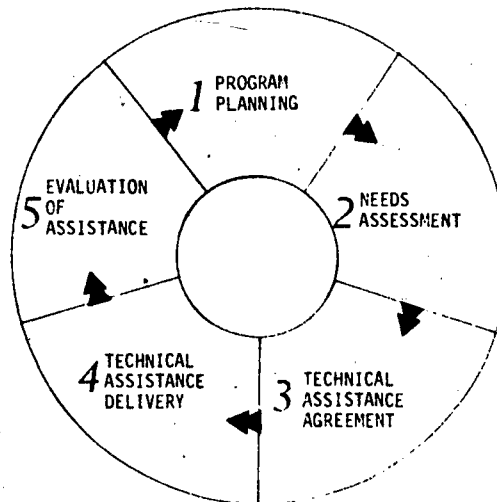 1 PROGRAM
PLANNING
2 NEEDS
ASSESSMENT
3 TECHNICAL
ASSISTANCE
AGREEMENT
4 TECHNICAL
ASSISTANCE
DELIVERY
5 EVALUATION
OF
ASSISTANCE